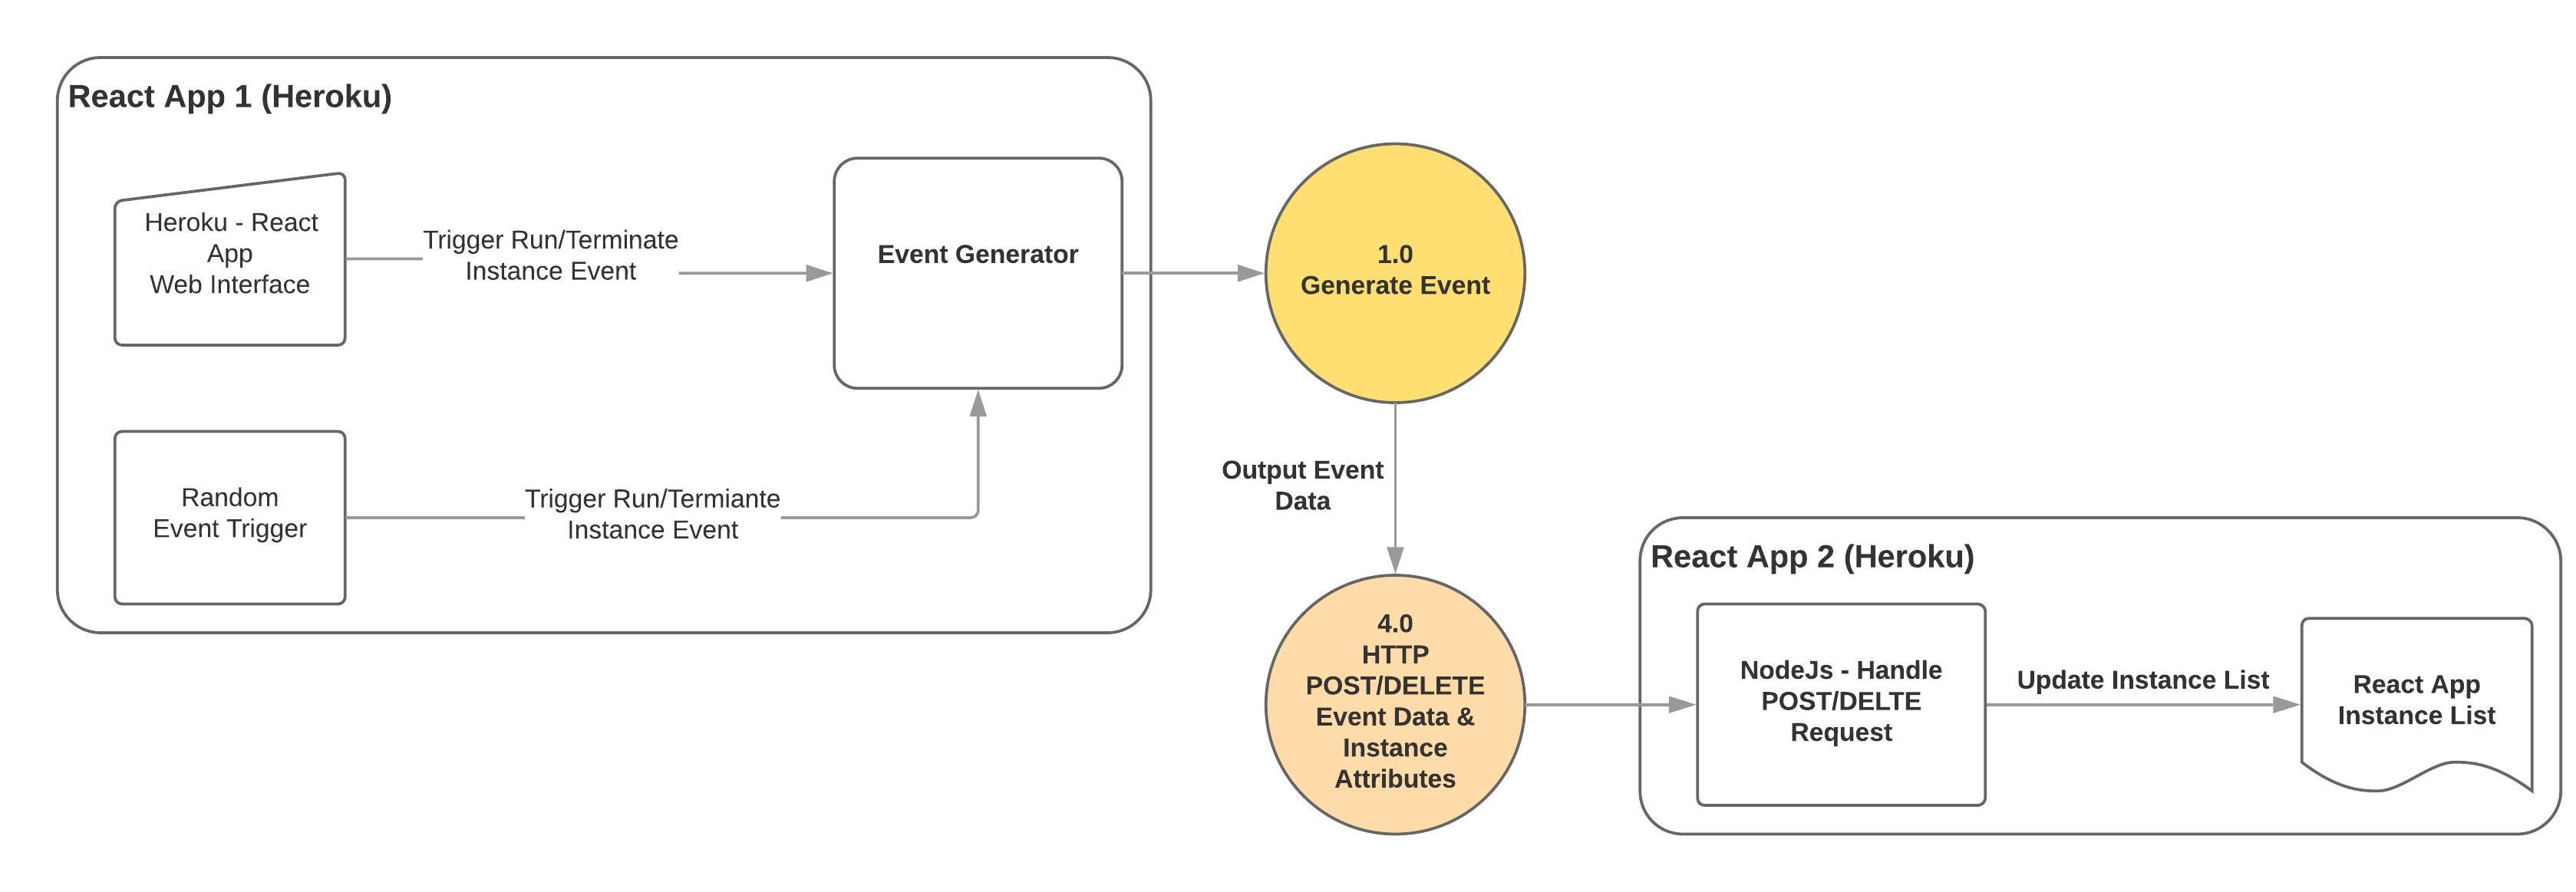 React App 1 (Heroku)
Heroku - React
App
Web Interface
Trigger Run/Terminate
Instance Event
Event Generator
1.0
Generate Event
Random
Event Trigger
Trigger Run/Termiante
Instance Event
Output Event
Data
4.0
HTTP
POST/DELETE
Event Data &
Instance
Attributes
React App 2 (Heroku)
NodeJs - Handle
POST/DELTE
Request
Update Instance List
React App
Instance List